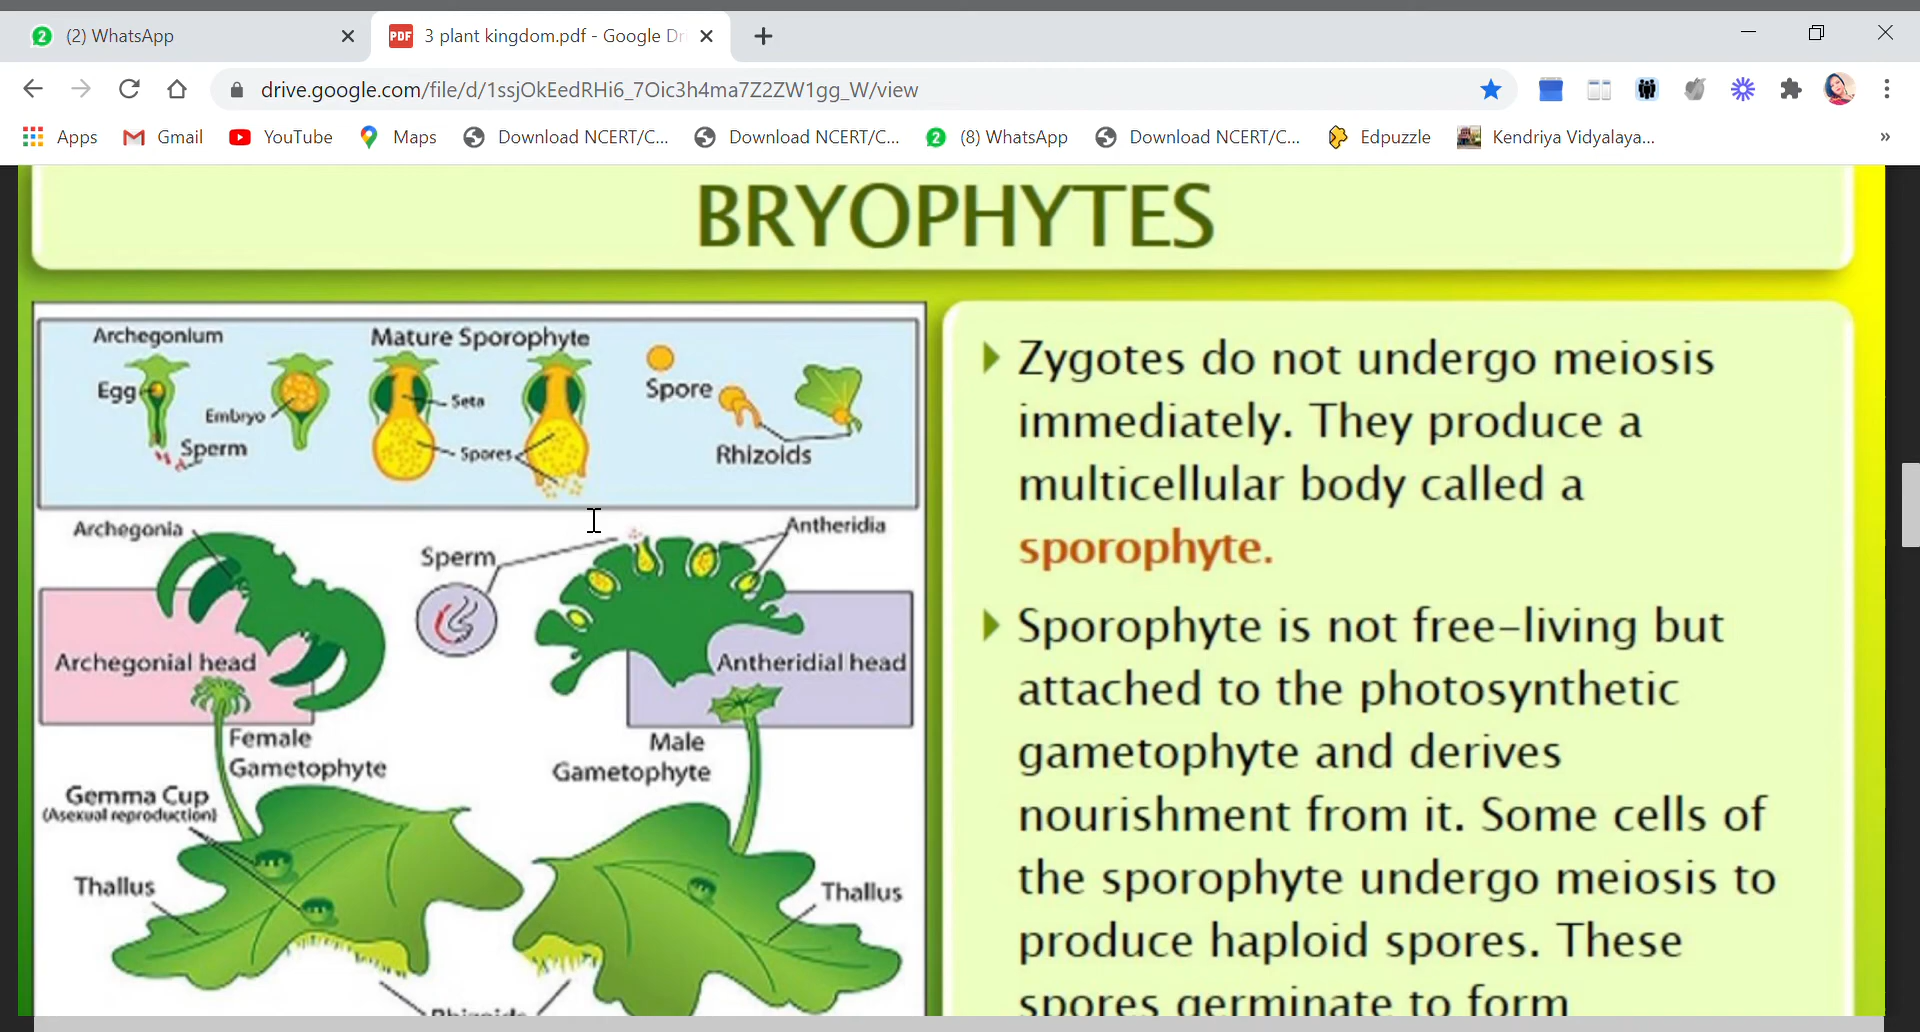 2 (2) WhatsApp
PDF 3 plant kingdom.pdf - Google Dri
drive.google.com/file/d/1ssjOkEedRHi6_7Oic3h4ma7Z2ZW1gg_W/view
Apps Gmail YouTube Maps Download NCERT/C... Download NCERT/C... 2 (8) WhatsApp Download NCERT/C... Edpuzzle Kendriya Vidyalaya... »
BRYOPHYTES
Archegonium
Egg
Sperm
Embryo
Mature Sporophyte
Seta
Spores
Spore
Rhizoids
Archegonia
Archegonial head
Female
Gametophyte
Sperm
Antheridia
Antheridial head
Male
Gametophyte
Gemma Cup
(Asexual reproduction)
Thallus
Thallus
Rhizoids
Zygotes do not undergo meiosis
immediately. They produce a
multicellular body called a
sporophyte.
Sporophyte is not free-living but
attached to the photosynthetic
gametophyte and derives
nourishment from it. Some cells of
the sporophyte undergo meiosis to
produce haploid spores. These
spores germinate to form